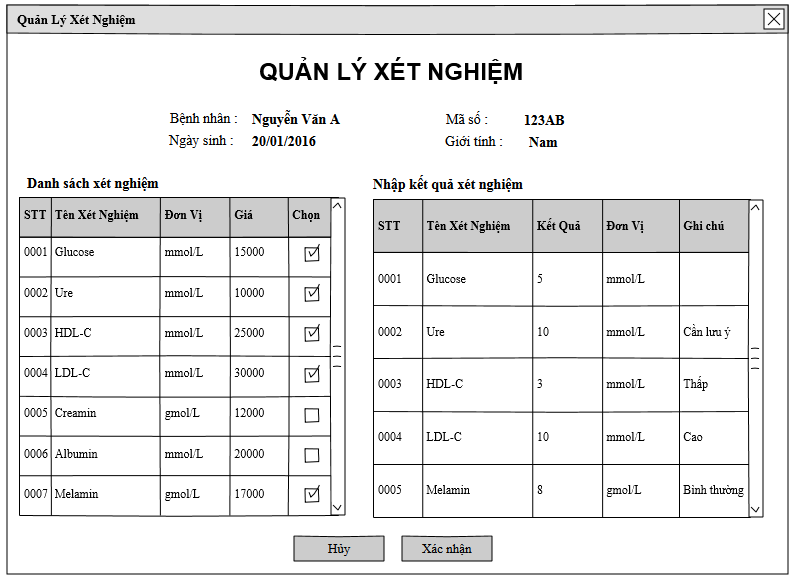 Quản Lý Xét Nghiệm
QUẢN LÝ XÉT NGHIỆM
Bệnh nhân : Nguyễn Văn A Mã số : 123AB
Ngày sinh : 20/01/2016 Giới tính : Nam
Danh sách xét nghiệm
STT Tên Xét Nghiệm Đơn Vị Giá Chọn
0001 Glucose mmol/L 15000
0002 Ure mmol/L 10000
0003 HDL-C mmol/L 25000
0004 LDL-C mmol/L 30000
0005 Creamin gmol/L 12000
0006 Albumin mmol/L 20000
0007 Melamin gmol/L 17000
Nhập kết quả xét nghiệm
STT Tên Xét Nghiệm Kết Quả Đơn Vị Ghi chú
0001 Glucose 5 mmol/L
0002 Ure 10 mmol/L Cần lưu ý
0003 HDL-C 3 mmol/L Thấp
0004 LDL-C 10 mmol/L Cao
0005 Melamin 8 gmol/L Bình thường
Hủy Xác nhận